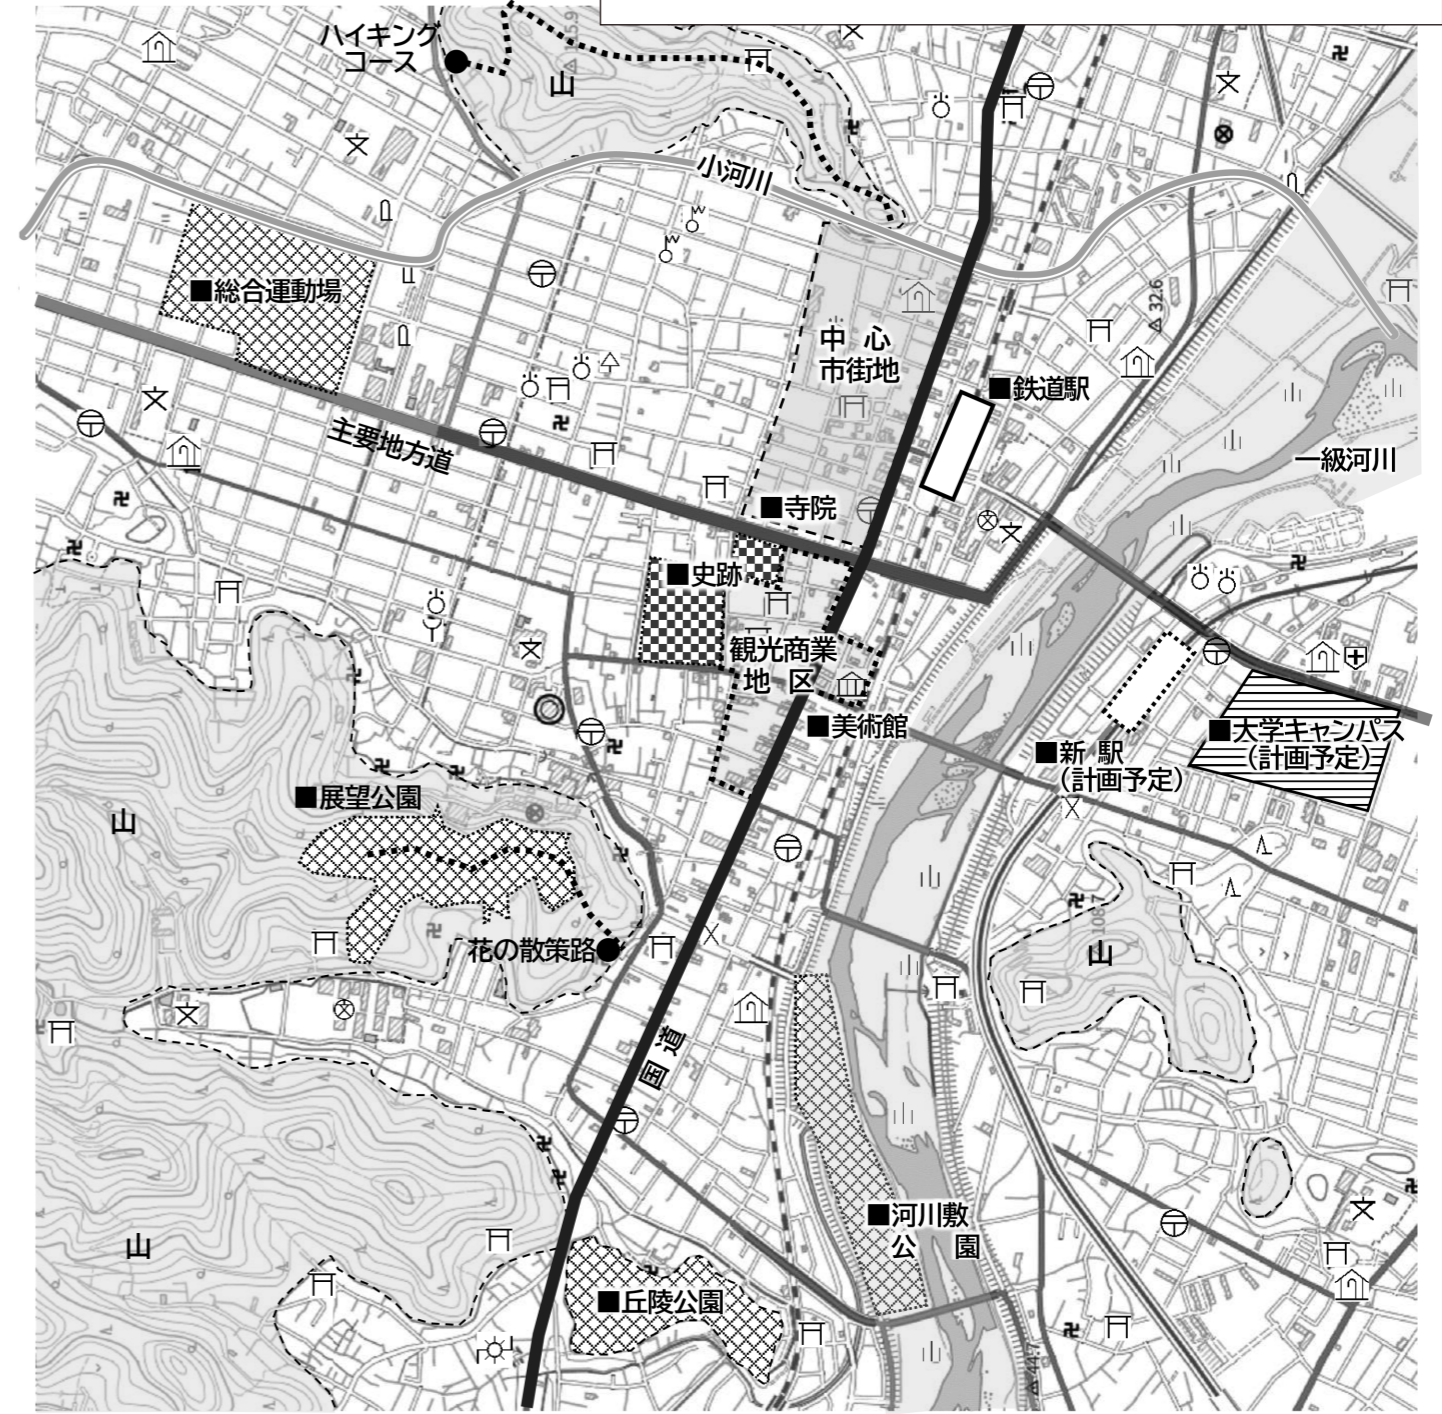 ハイキング
コース
山
小河川
■総合運動場
中 心
市街地
■鉄道駅
32.6
主要地方道
一級河川
■寺院
■史跡
観光商業
地 区
■美術館
■大学キャンパス
（計画予定）
■新 駅
（計画予定）
■展望公園
山
山
花の散策路
国道
■河川敷
公 園
山
■丘陵公園
44.7